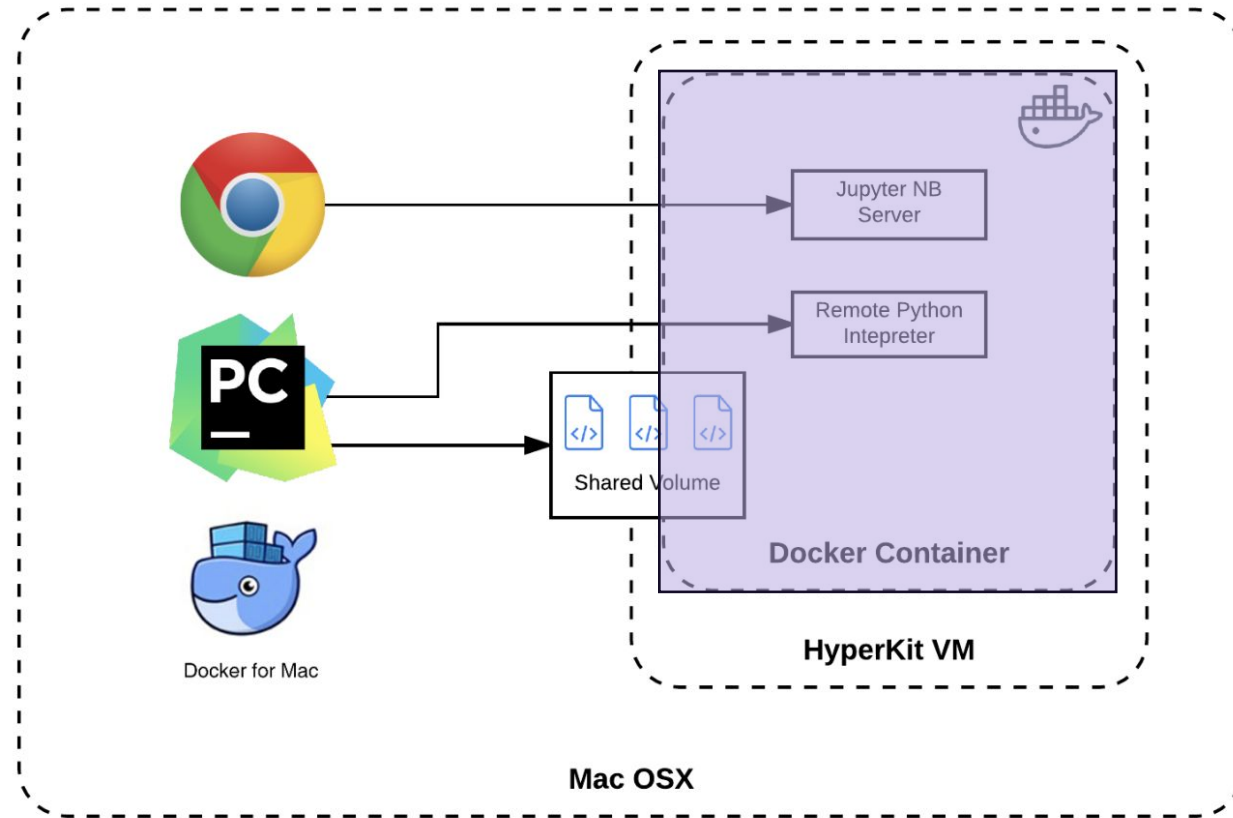 Jupyter NB
Server
Remote Python
Intepreter
PC
Shared Volume
Docker Container
Docker for Mac
HyperKit VM
Mac OSX